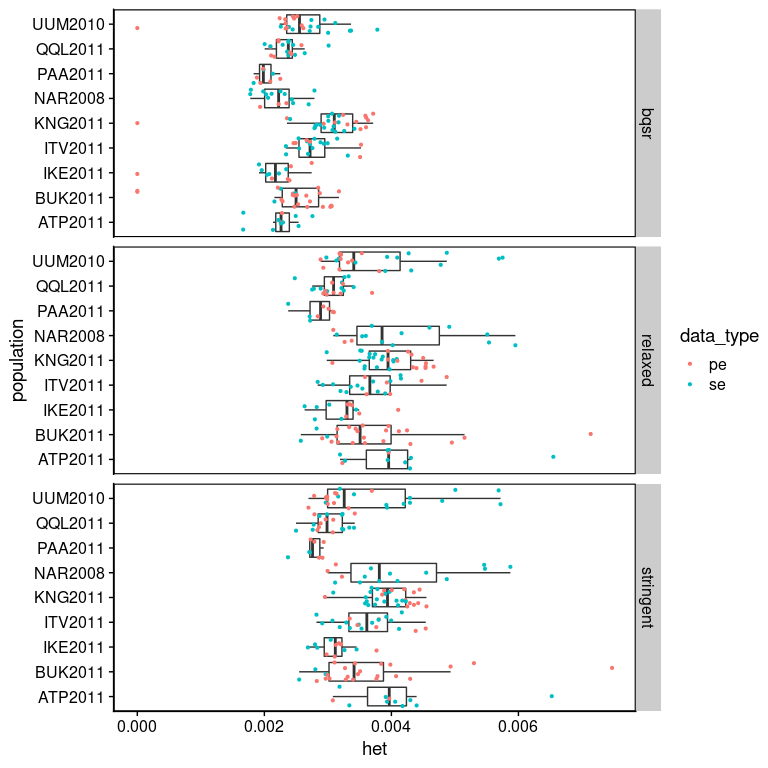 UUM2010
QQL2011
PAA2011
NAR2008
KNG2011
ITV2011
IKE2011
BUK2011
ATP2011
bqsr
UUM2010
QQL2011
PAA2011
NAR2008
KNG2011
ITV2011
IKE2011
BUK2011
ATP2011
relaxed
UUM2010
QQL2011
PAA2011
NAR2008
KNG2011
ITV2011
IKE2011
BUK2011
ATP2011
stringent
population
0.000 0.002 0.004 0.006
het
data_type
pe
se